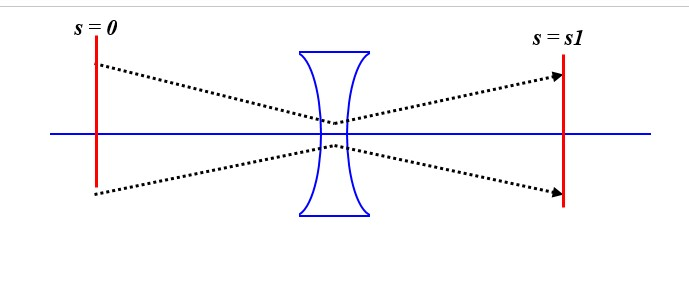 s = 0
s = s1